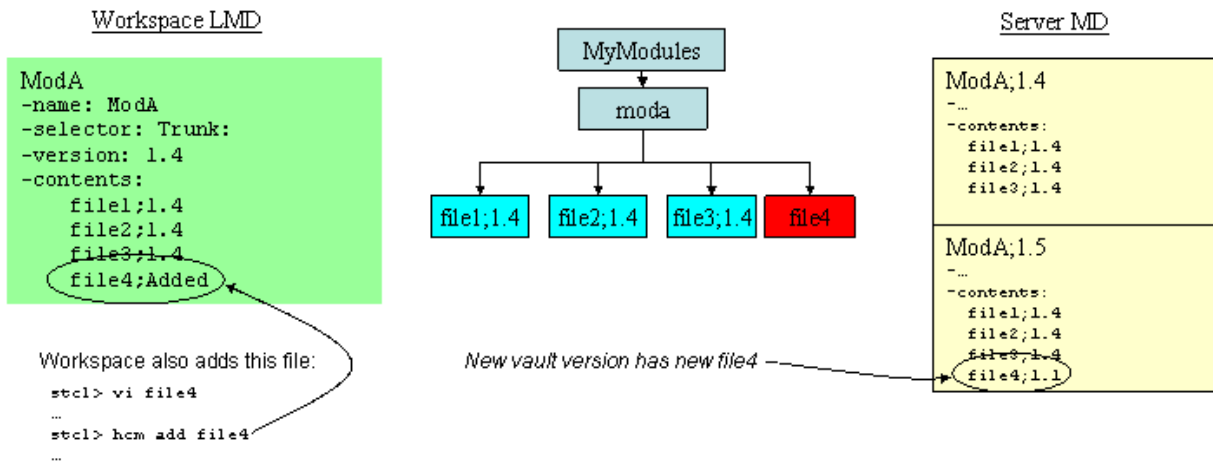 Workspace LMD
ModA
-name: ModA
-selector: Trunk:
-version: 1.4
-contents:
file1;1.4
file2;1.4
file3;1.4
file4;Added
Workspace also adds this file:
stcl> vi file4
…
stcl> hcm add file4
…
MyModules
moda
file1;1.4
file2;1.4
file3;1.4
file4
New vault version has new file4
Server MD
ModA;1.4
-…
-contents:
file1;1.4
file2;1.4
file3;1.4
ModA;1.5
-…
-contents:
file1;1.4
file2;1.4
file3;1.4
file4;1.1